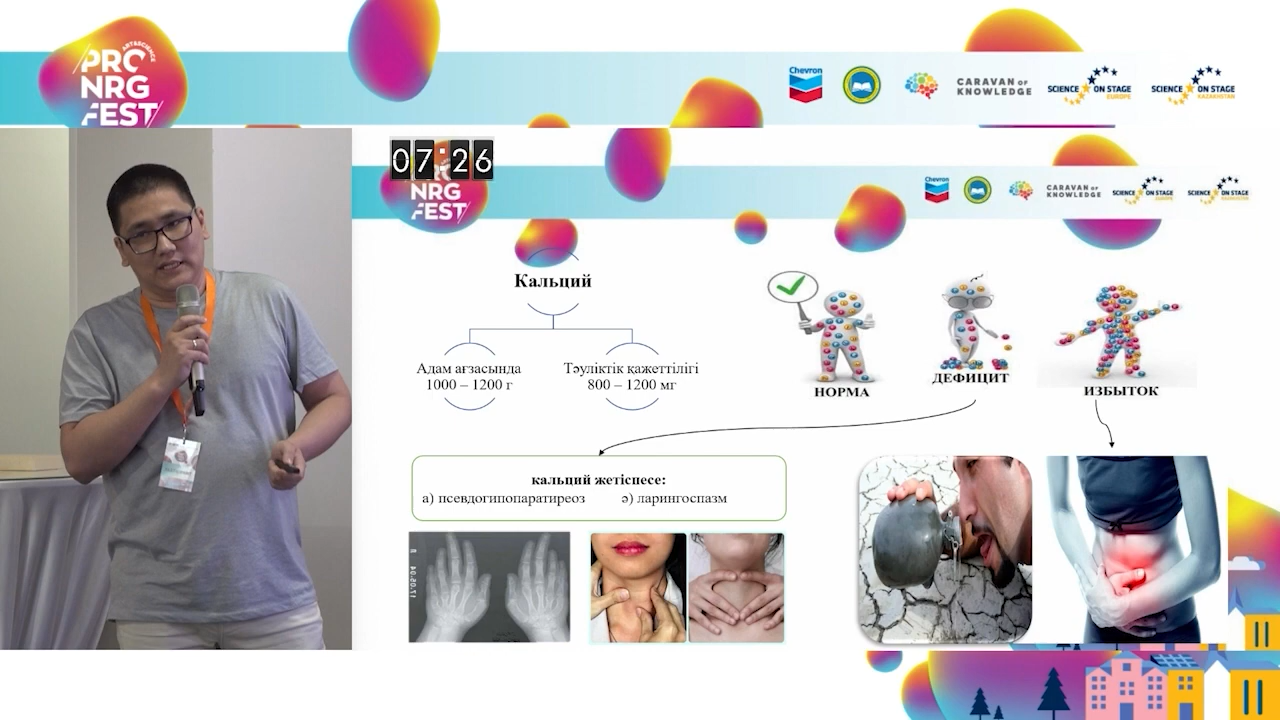 PRO
ART&SCIENCE
NRG
FEST
Chevron
CARAVAN OF
KNOWLEDGE
SCIENCE ON STAGE
EUROPE
SCIENCE ON STAGE
KAZAKHSTAN
07:26
NRG
FEST
Chevron
CARAVAN OF
KNOWLEDGE
SCIENCE ON STAGE
EUROPE
SCIENCE ON STAGE
Кальций
Адам ағзасында
1000 – 1200 г
Тәуліктік қажеттілігі
800 – 1200 мг
НОРМА
ДЕФИЦИТ
ИЗБЫТОК
кальций жетіспесе:
а) псевдогипопаратиреоз ә) ларингоспазм